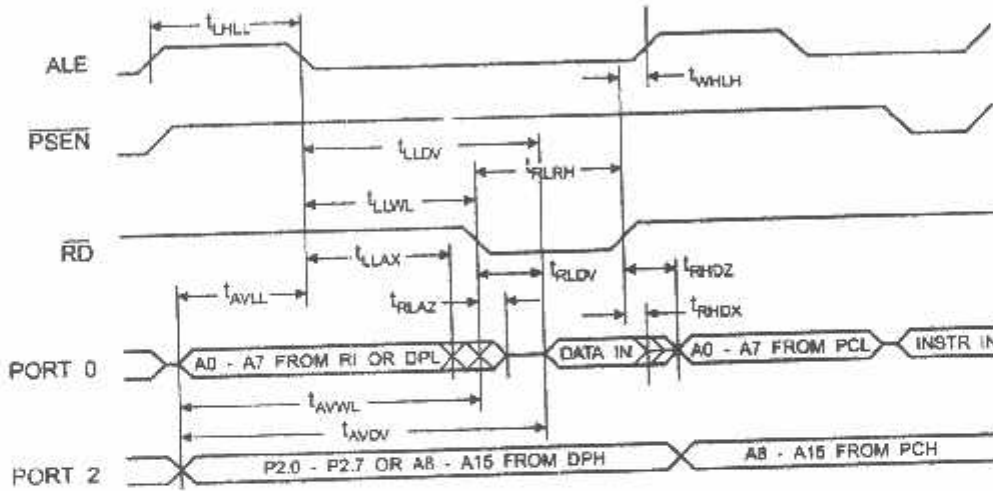 tLHLL
ALE
tWHLH
PSEN
tLLDV
tRLRH
tLLWL
RD
tLLAX
tRLDV
tRHDZ
tAVLL
tRLAZ
tRHDX
PORT 0
A0 - A7 FROM RI OR DPL
DATA IN
A0 - A7 FROM PCL
INSTR IN
tAVWL
tAVDV
PORT 2
P2.0 - P2.7 OR A8 - A15 FROM DPH
A8 - A15 FROM PCH